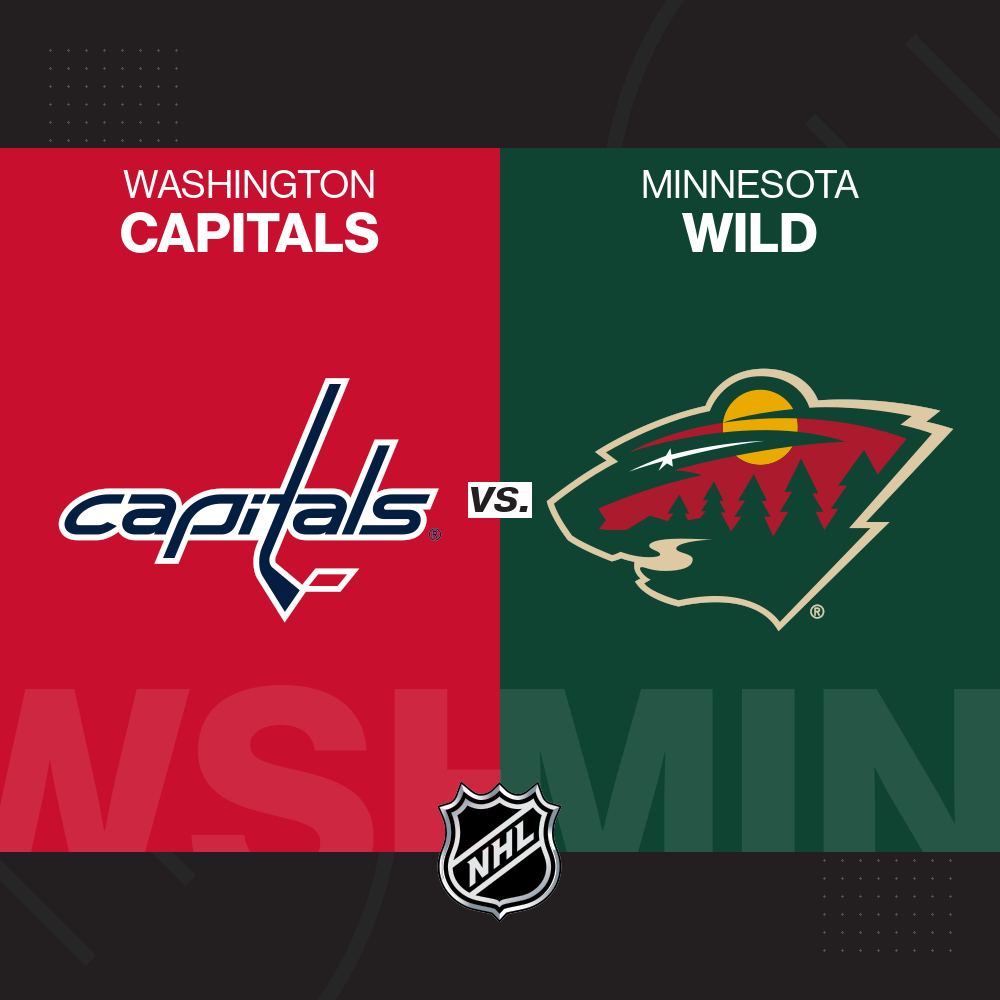 WASHINGTON
CAPITALS
MINNESOTA
WILD
capitals
®
VS.
®
WSH
MIN
NHL